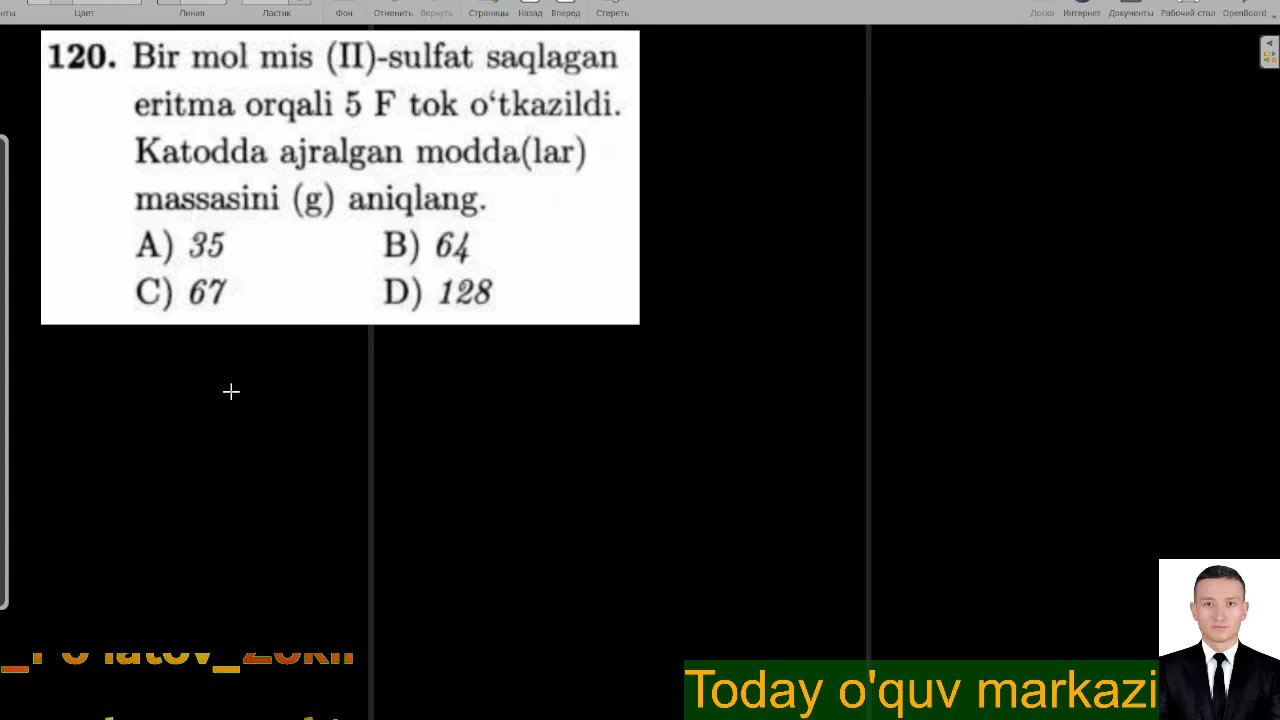 нты Цвет Линия Ластик Фон Отменить Вернуть Страницы Назад Вперед Стереть Доска Интернет Документы Рабочий стол OpenBoard
120. Bir mol mis (II)-sulfat saqlagan
eritma orqali 5 F tok o‘tkazildi.
Katodda ajralgan modda(lar)
massasini (g) aniqlang.
A) 35 B) 64
C) 67 D) 128
Today o'quv markazi